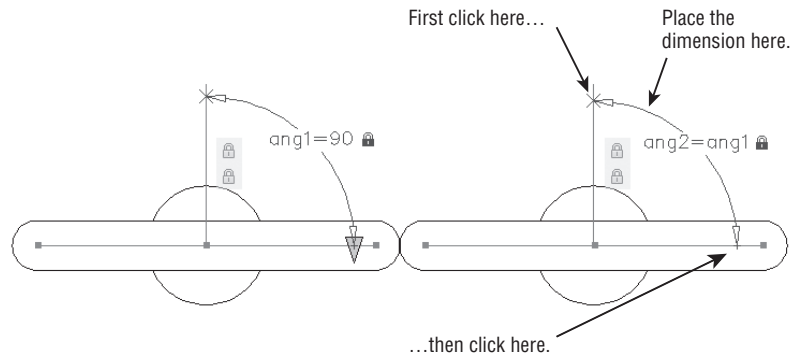 First click here…
Place the
dimension here.
ang1=90
ang2=ang1
…then click here.